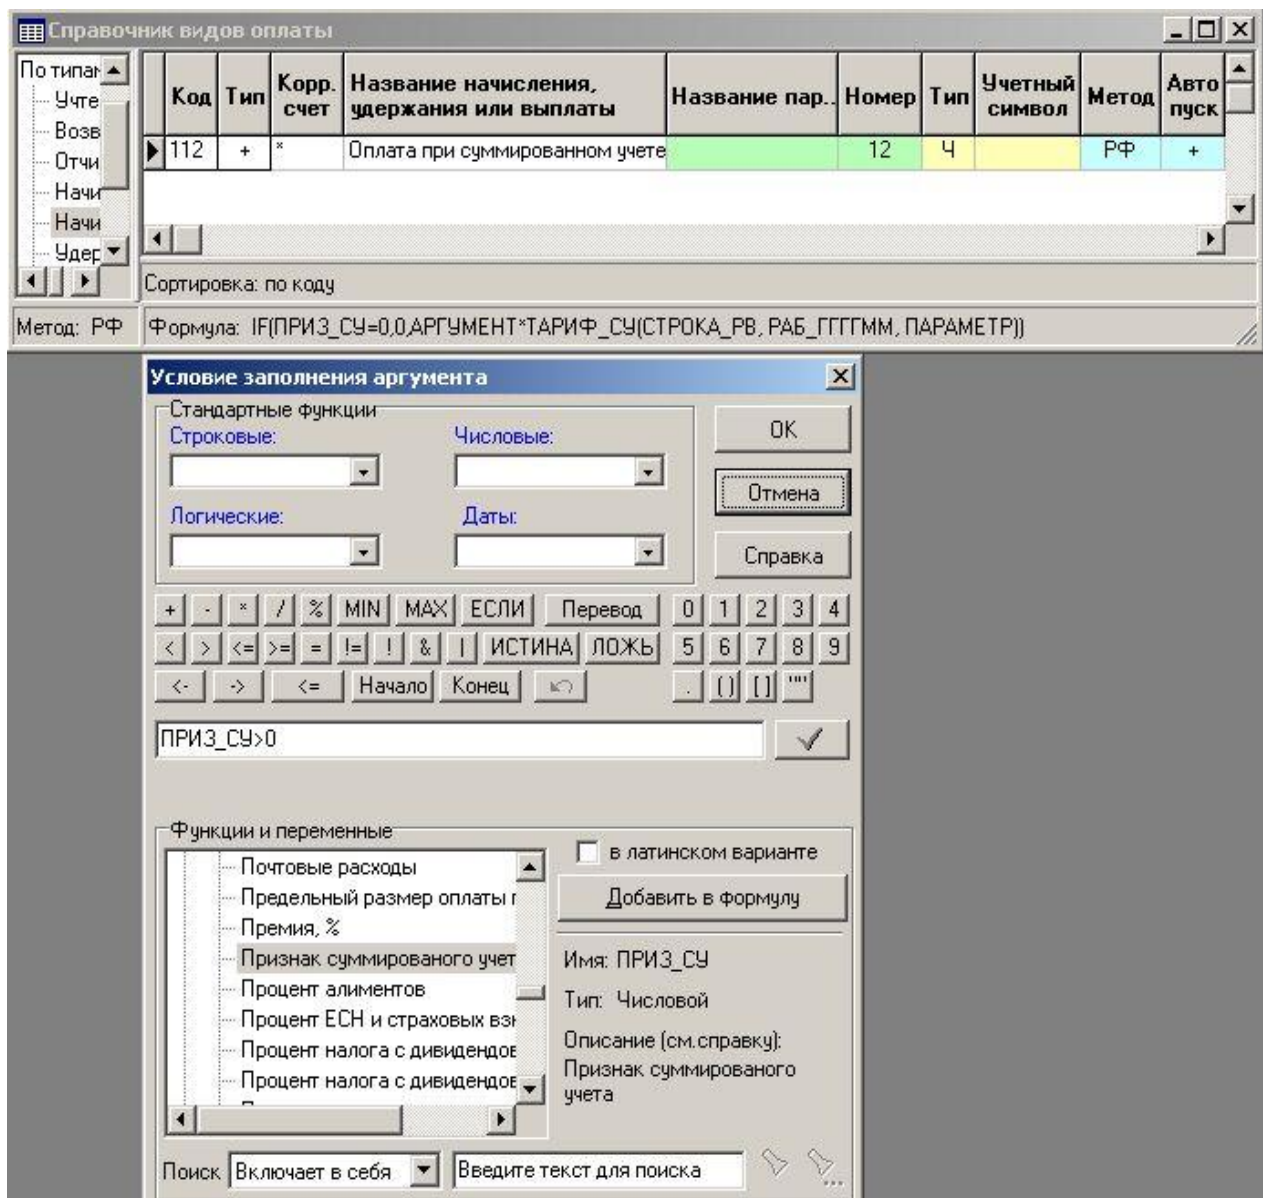 Справочник видов оплаты
По типам
Учте
Возв
Отчи
Начи
Начи
Удер
Код Тип Корр. счет Название начисления, удержания или выплаты Название пар.. Номер Тип Учетный символ Метод Авто пуск
112 + * Оплата при суммированном учете 12 Ч РФ +
Сортировка: по коду
Метод: РФ Формула: IF(ПРИЗ_СУ=0,0,АРГУМЕНТ*ТАРИФ_СУ(СТРОКА_РВ, РАБ_ГГГГММ, ПАРАМЕТР))
Условие заполнения аргумента
Стандартные функции
Строковые: Числовые:
OK
Отмена
Логические: Даты:
Справка
+ - * / % MIN MAX ЕСЛИ Перевод 0 1 2 3 4
< > <= >= = != ! & | ИСТИНА ЛОЖЬ 5 6 7 8 9
<- -> <= Начало Конец . () [] ""
ПРИЗ_СУ>0
Функции и переменные
Почтовые расходы
Предельный размер оплаты г
Премия, %
Признак суммированого учет
Процент алиментов
Процент ЕСН и страховых взн
Процент налога с дивидендов
Процент налога с дивидендов
в латинском варианте
Добавить в формулу
Имя: ПРИЗ_СУ
Тип: Числовой
Описание (см.справку):
Признак суммированого
учета
Поиск Включает в себя Введите текст для поиска